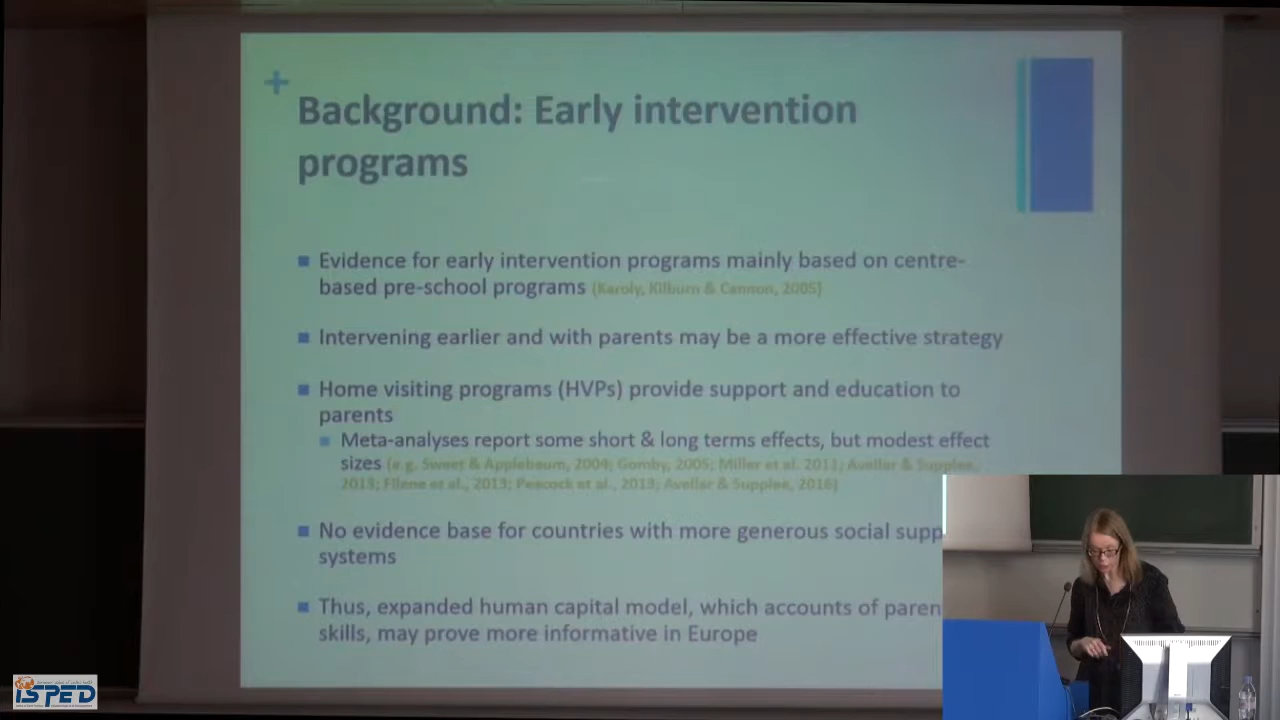 +
Background: Early intervention
programs
Evidence for early intervention programs mainly based on centre-
based pre-school programs (Karoly, Kilburn & Cannon, 2005)
Intervening earlier and with parents may be a more effective strategy
Home visiting programs (HVPs) provide support and education to
parents
Meta-analyses report some short & long terms effects, but modest effect
sizes (e.g. Sweet & Applebaum, 2004; Gomby, 2005; Miller et al. 2011; Avellar & Supplee,
2013; Filene et al., 2013; Peacock et al., 2013; Avellar & Supplee, 2016)
No evidence base for countries with more generous social supp
systems
Thus, expanded human capital model, which accounts of paren
skills, may prove more informative in Europe
ISPED